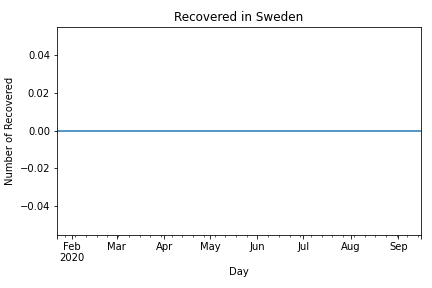 Recovered in Sweden
Number of Recovered
0.04
0.02
0.00
−0.02
−0.04
Feb Mar Apr May Jun Jul Aug Sep
2020
Day